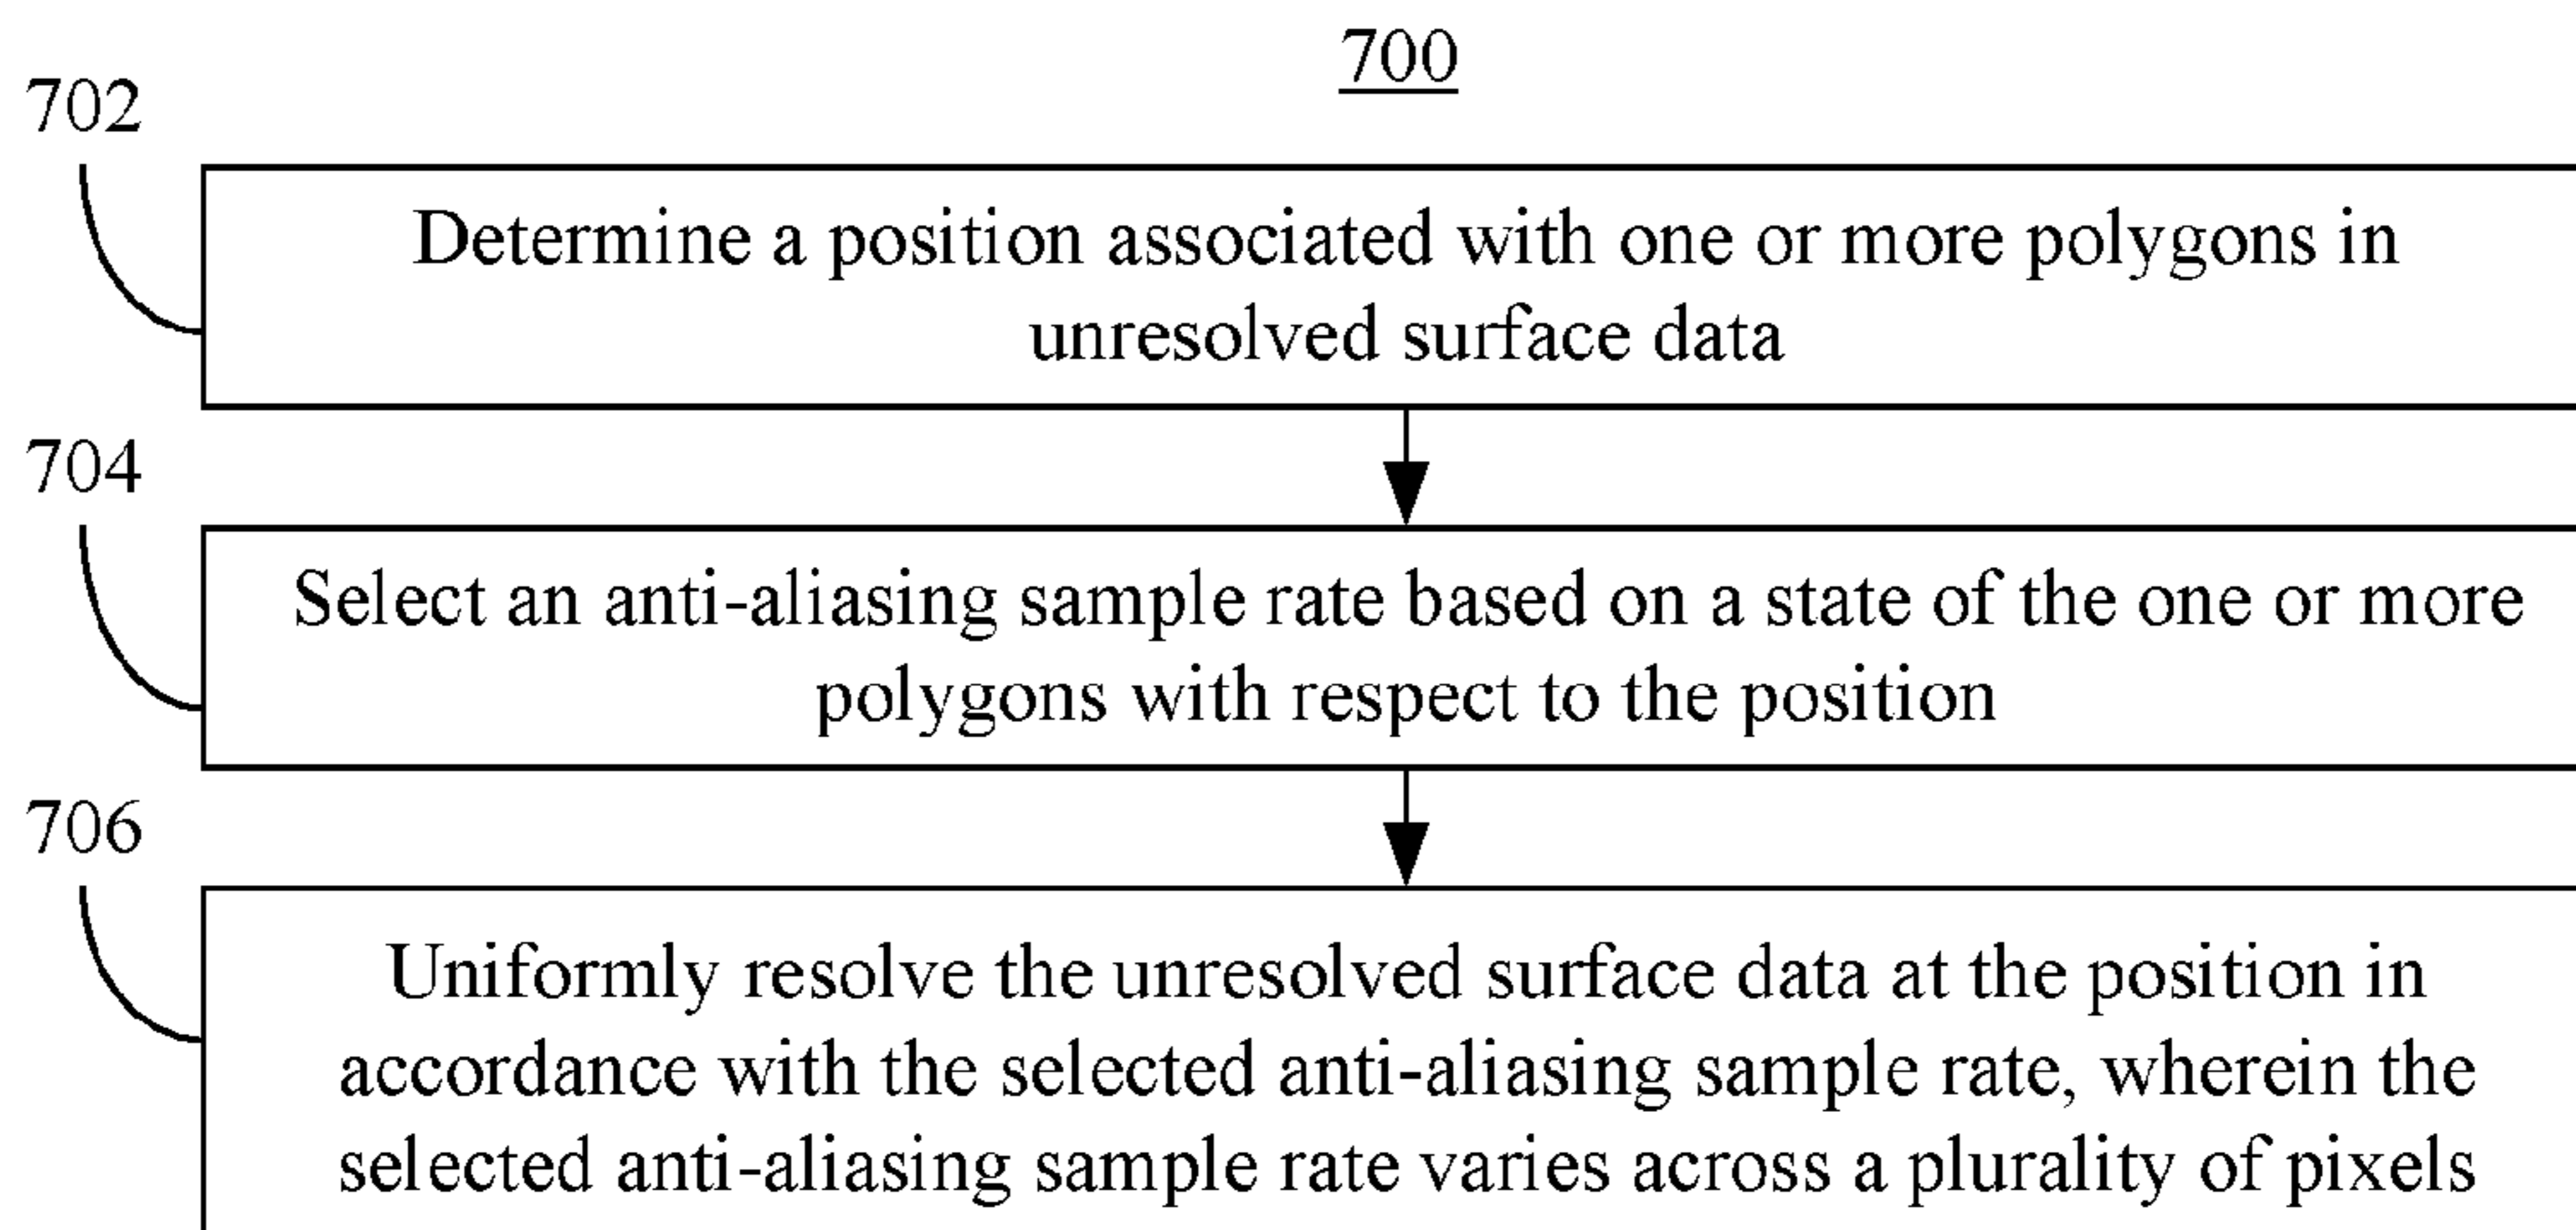 700
702
Determine a position associated with one or more polygons in
unresolved surface data
704
Select an anti-aliasing sample rate based on a state of the one or more
polygons with respect to the position
706
Uniformly resolve the unresolved surface data at the position in
accordance with the selected anti-aliasing sample rate, wherein the
selected anti-aliasing sample rate varies across a plurality of pixels